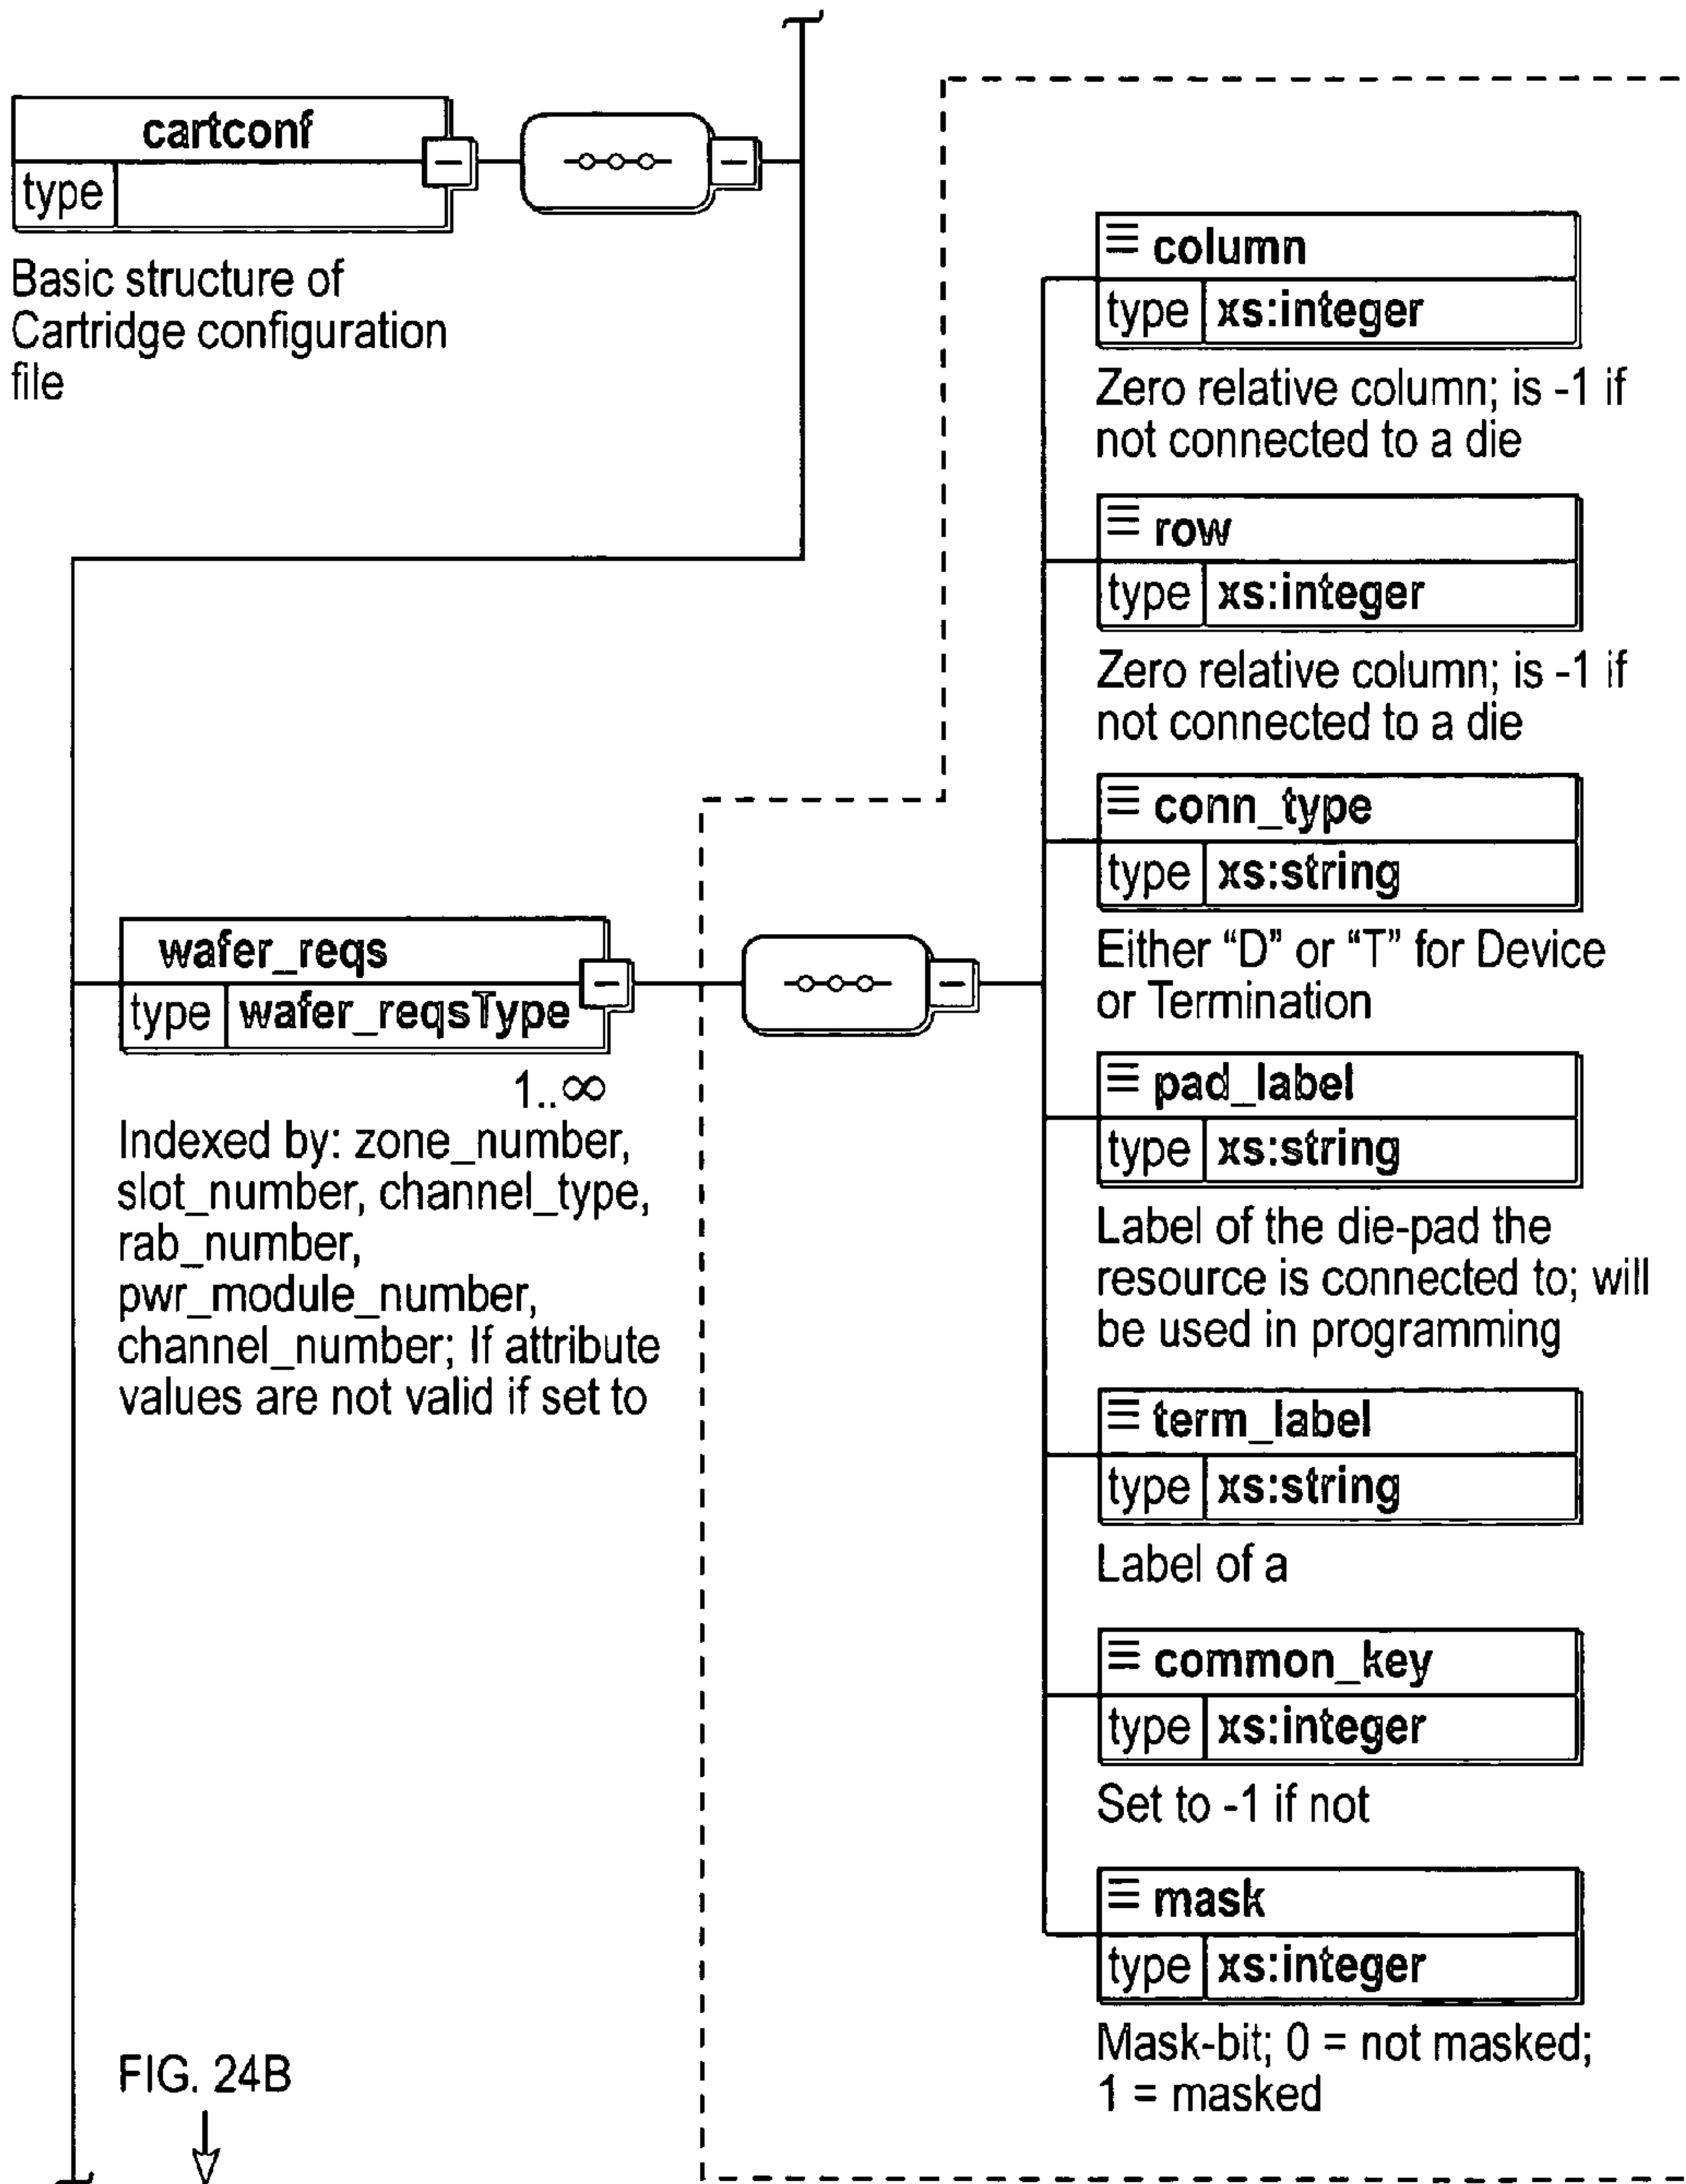 cartconf
type
Basic structure of
Cartridge configuration
file
wafer_reqs
type wafer_reqsType
1..∞
Indexed by: zone_number,
slot_number, channel_type,
rab_number,
pwr_module_number,
channel_number; If attribute
values are not valid if set to
column
type xs:integer
Zero relative column; is -1 if
not connected to a die
row
type xs:integer
Zero relative column; is -1 if
not connected to a die
conn_type
type xs:string
Either “D” or “T” for Device
or Termination
pad_label
type xs:string
Label of the die-pad the
resource is connected to; will
be used in programming
term_label
type xs:string
Label of a
common_key
type xs:integer
Set to -1 if not
mask
type xs:integer
Mask-bit; 0 = not masked;
1 = masked
FIG. 24B